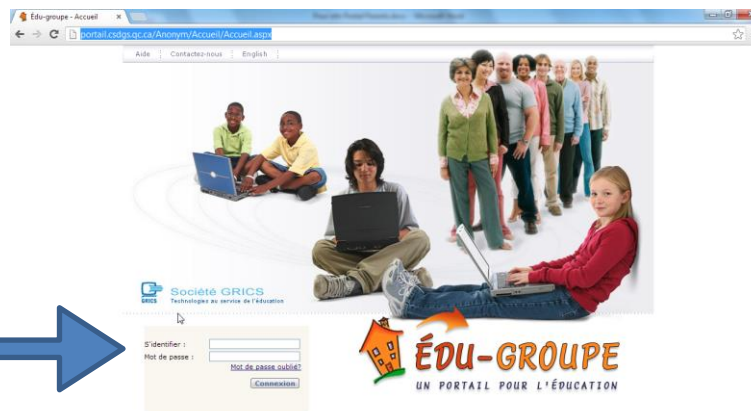 Édu-groupe - Accueil
portail.csdgs.qc.ca/Anonym/Accueil/Accueil.aspx
Aide Contactez-nous English
Société GRICS
GRICS Technologies au service de l'éducation
S'identifier :
Mot de passe :
Mot de passe oublié?
Connexion
ÉDU-GROUPE
UN PORTAIL POUR L'ÉDUCATION